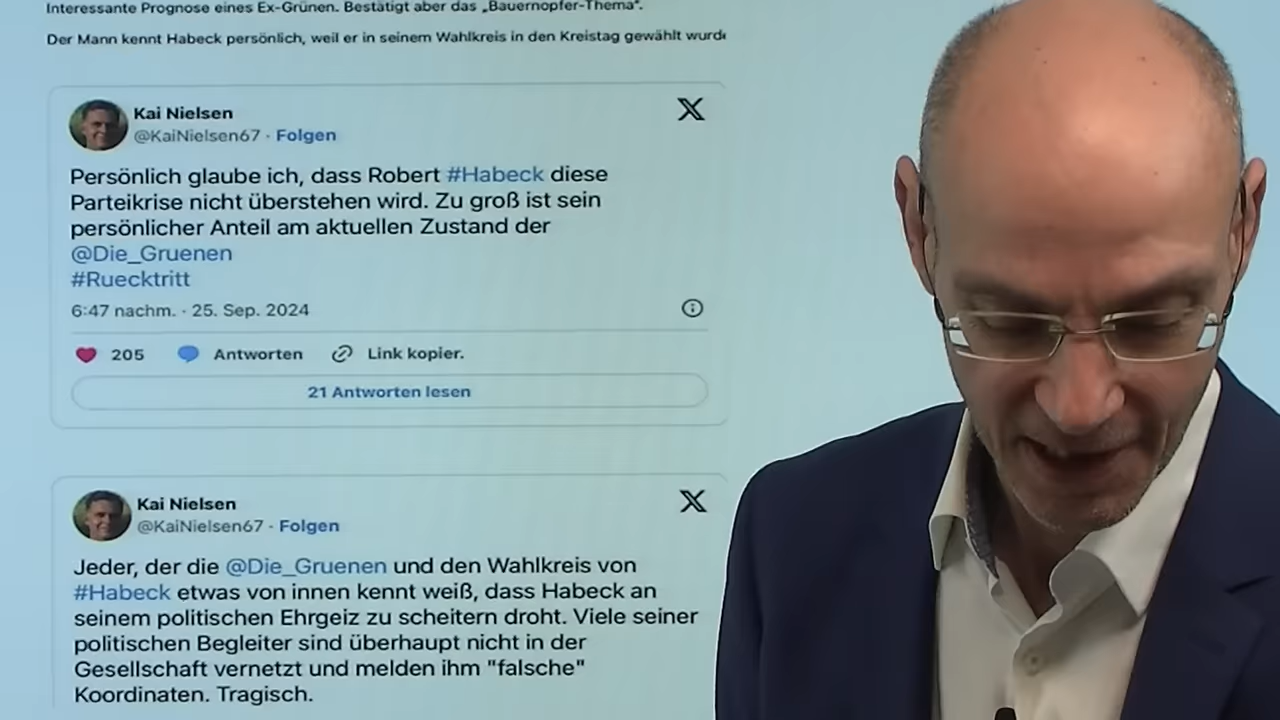 Interessante Prognose eines Ex-Grünen. Bestätigt aber das „Bauernopfer-Thema“.
Der Mann kennt Habeck persönlich, weil er in seinem Wahlkreis in den Kreistag gewählt wurde
Kai Nielsen
@KaiNielsen67 · Folgen
Persönlich glaube ich, dass Robert #Habeck diese
Parteikrise nicht überstehen wird. Zu groß ist sein
persönlicher Anteil am aktuellen Zustand der
@Die_Gruenen
#Ruecktritt
6:47 nachm. · 25. Sep. 2024
205 Antworten Link kopier.
21 Antworten lesen
Kai Nielsen
@KaiNielsen67 · Folgen
Jeder, der die @Die_Gruenen und den Wahlkreis von
#Habeck etwas von innen kennt weiß, dass Habeck an
seinem politischen Ehrgeiz zu scheitern droht. Viele seiner
politischen Begleiter sind überhaupt nicht in der
Gesellschaft vernetzt und melden ihm "falsche"
Koordinaten. Tragisch.